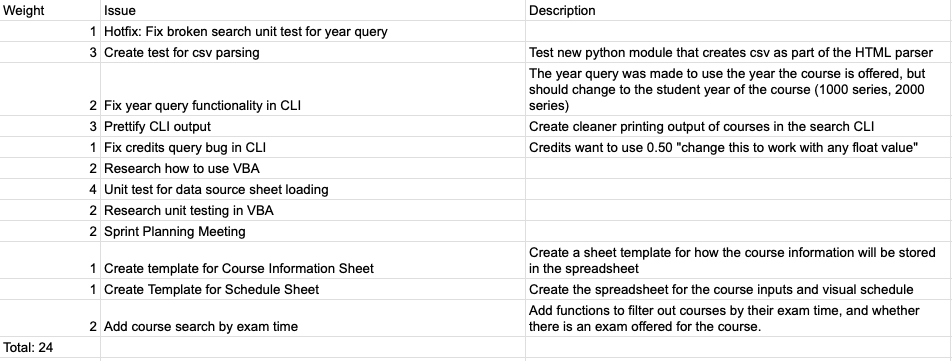 Weight Issue Description
1 Hotfix: Fix broken search unit test for year query
3 Create test for csv parsing Test new python module that creates csv as part of the HTML parser
The year query was made to use the year the course is offered, but
should change to the student year of the course (1000 series, 2000
2 Fix year query functionality in CLI series)
3 Prettify CLI output Create cleaner printing output of courses in the search CLI
1 Fix credits query bug in CLI Credits want to use 0.50 "change this to work with any float value"
2 Research how to use VBA
4 Unit test for data source sheet loading
2 Research unit testing in VBA
2 Sprint Planning Meeting
Create a sheet template for how the course information will be stored
1 Create template for Course Information Sheet in the spreadsheet
1 Create Template for Schedule Sheet Create the spreadsheet for the course inputs and visual schedule
Add functions to filter out courses by their exam time, and whether
2 Add course search by exam time there is an exam offered for the course.
Total: 24